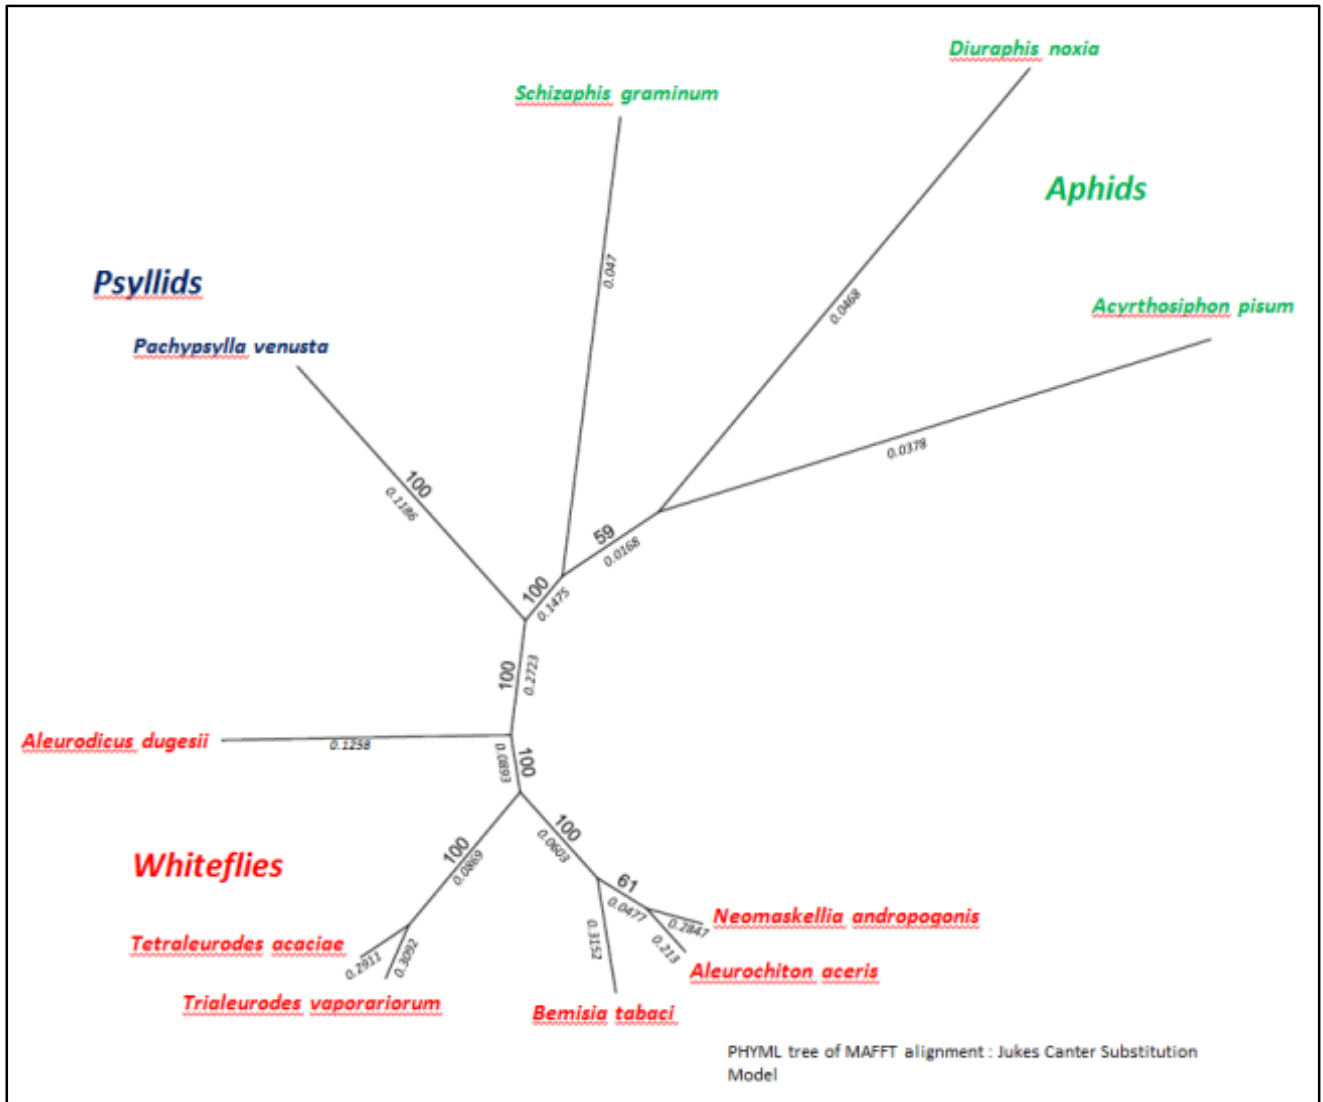 Diuraphis noxia
Schizaphis graminum
Aphids
Psyllids
0.047
0.0468
Acyrthosiphon pisum
Pachypsylla venusta
0.0378
100
0.1186
59
0.0168
100
0.1475
100
0.2723
Aleurodicus dugesii
0.1258
0.0893
100
100
0.0869
100
0.0603
Whiteflies
61
0.0477
0.2847
Neomaskellia andropogonis
0.3152
0.213
Tetraleurodes acaciae
0.2911
0.3092
Aleurochiton aceris
Trialeurodes vaporariorum
Bemisia tabaci
PHYML tree of MAFFT alignment : Jukes Canter Substitution
Model